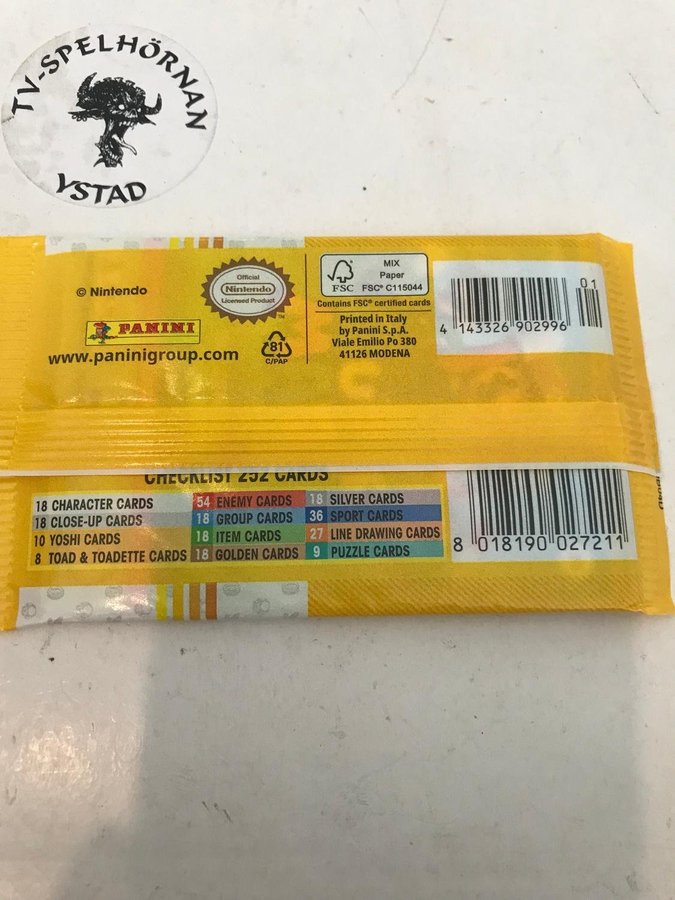 TV-SPELHÖRNAN
YSTAD
© Nintendo
PANINI
www.paninigroup.com
Official
Nintendo
Licensed Product
TM
81
C/PAP
FSC
MIX
Paper
FSC® C115044
Contains FSC® certified cards
Printed in Italy
by Panini S.p.A.
Viale Emilio Po 380
41126 MODENA
01
4 143326 902996
CHECKLIST 252 CARDS
18 CHARACTER CARDS
18 CLOSE-UP CARDS
10 YOSHI CARDS
8 TOAD & TOADETTE CARDS
54 ENEMY CARDS
18 GROUP CARDS
18 ITEM CARDS
18 GOLDEN CARDS
18 SILVER CARDS
36 SPORT CARDS
27 LINE DRAWING CARDS
9 PUZZLE CARDS
8 018190 027211